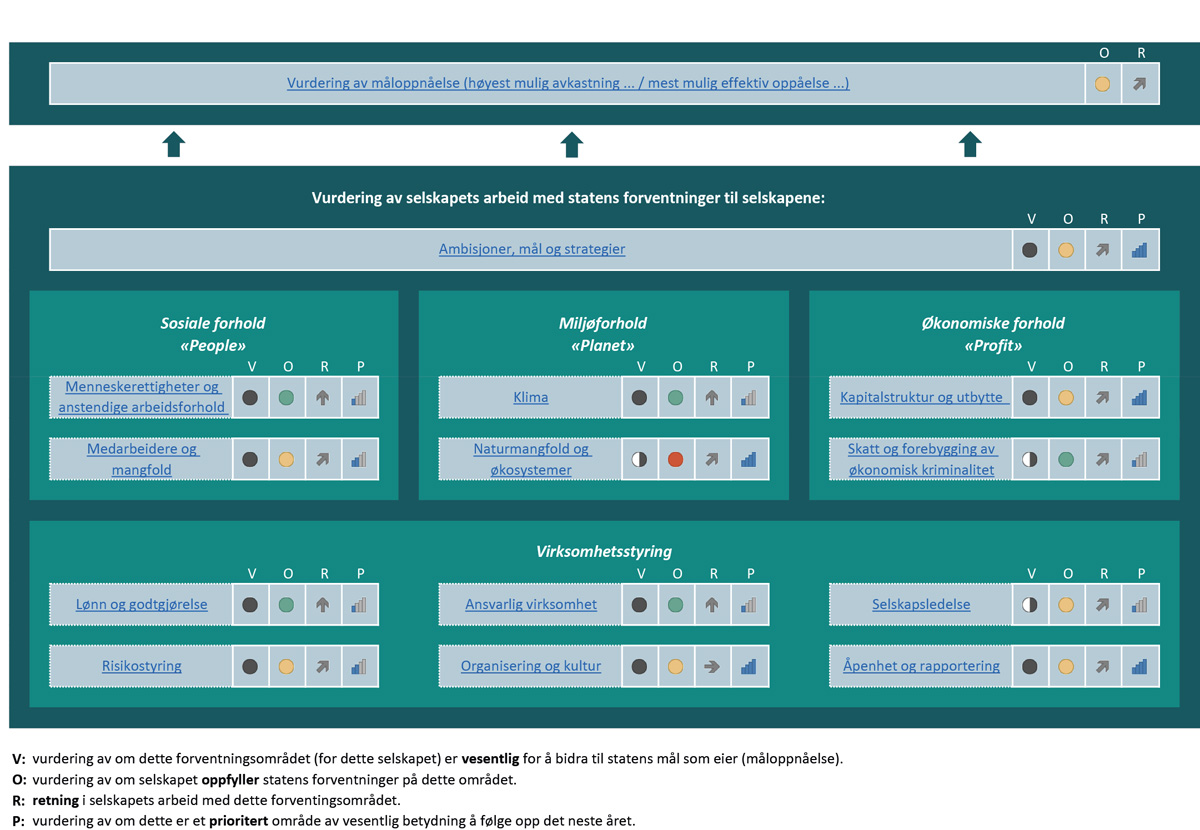 O R
Vurdering av måloppnåelse (høyest mulig avkastning ... / mest mulig effektiv oppåelse ...)
Vurdering av selskapets arbeid med statens forventninger til selskapene:
V O R P
Ambisjoner, mål og strategier
Sosiale forhold
«People»
V O R P
Menneskerettigheter og
anstendige arbeidsforhold
Medarbeidere og
mangfold
Miljøforhold
«Planet»
V O R P
Klima
Naturmangfold og
økosystemer
Økonomiske forhold
«Profit»
V O R P
Kapitalstruktur og utbytte
Skatt og forebygging av
økonomisk kriminalitet
Virksomhetsstyring
V O R P
Lønn og godtgjørelse
Risikostyring
V O R P
Ansvarlig virksomhet
Organisering og kultur
V O R P
Selskapsledelse
Åpenhet og rapportering
V: vurdering av om dette forventningsområdet (for dette selskapet) er vesentlig for å bidra til statens mål som eier (måloppnåelse).
O: vurdering av om selskapet oppfyller statens forventninger på dette området.
R: retning i selskapets arbeid med dette forventingsområdet.
P: vurdering av om dette er et prioritert område av vesentlig betydning å følge opp det neste året.